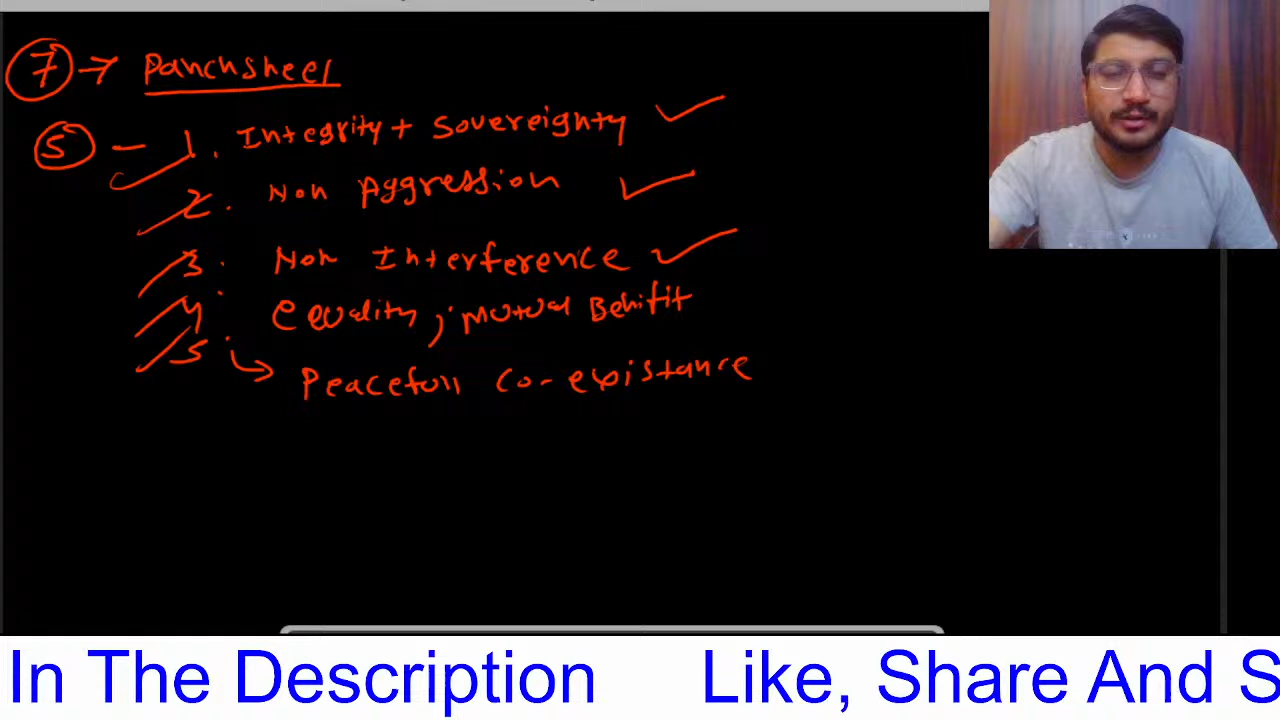 7 → Panchsheel
5 - 1. Integrity + Sovereignty ✓
2. Non Aggression ✓
3. Non Interference ✓
4. equality, Mutual Benifit
5. → Peacefull co-existance
In The Description Like, Share And S